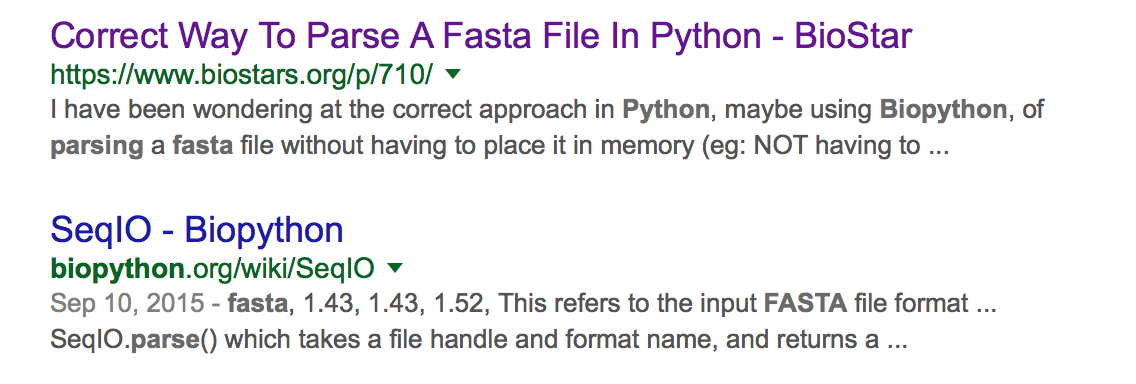 Correct Way To Parse A Fasta File In Python - BioStar
https://www.biostars.org/p/710/
I have been wondering at the correct approach in Python, maybe using Biopython, of
parsing a fasta file without having to place it in memory (eg: NOT having to ...
SeqIO - Biopython
biopython.org/wiki/SeqIO
Sep 10, 2015 - fasta, 1.43, 1.43, 1.52, This refers to the input FASTA file format ...
SeqIO.parse() which takes a file handle and format name, and returns a ...